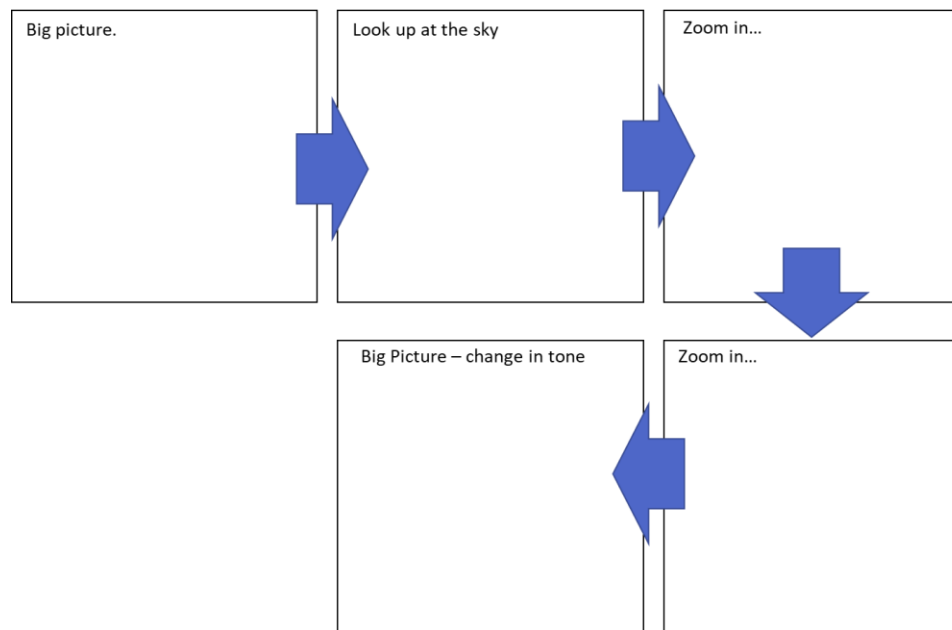 Big picture.
Look up at the sky
Zoom in…
Zoom in…
Big Picture – change in tone